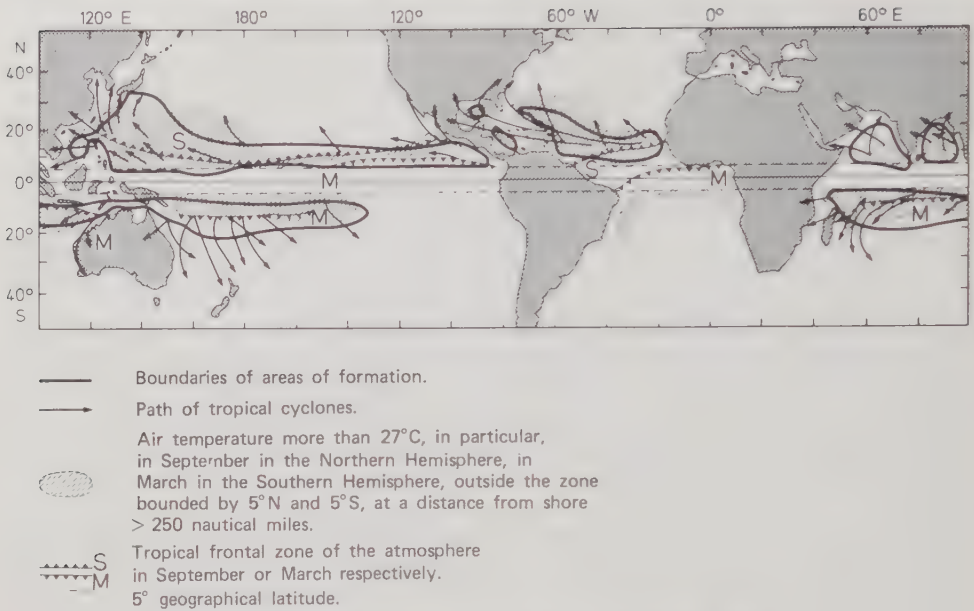 120° E 180° 120° 60° W 0° 60° E
N
40°
20°
0°
20°
40°
S
S
M
M
M
S
M
M
Boundaries of areas of formation.
Path of tropical cyclones.
Air temperature more than 27°C, in particular,
in September in the Northern Hemisphere, in
March in the Southern Hemisphere, outside the zone
bounded by 5°N and 5°S, at a distance from shore
> 250 nautical miles.
S Tropical frontal zone of the atmosphere
M in September or March respectively.
5° geographical latitude.